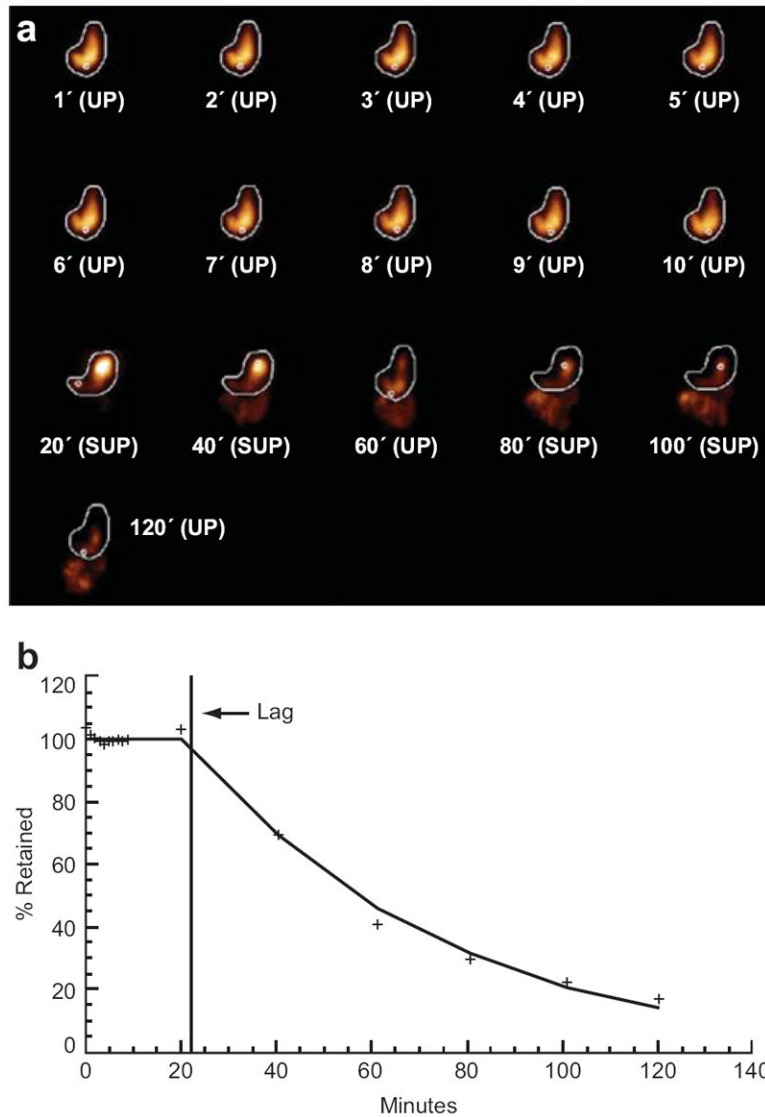 a
1´ (UP) 2´ (UP) 3´ (UP) 4´ (UP) 5´ (UP)
6´ (UP) 7´ (UP) 8´ (UP) 9´ (UP) 10´ (UP)
20´ (SUP) 40´ (SUP) 60´ (UP) 80´ (SUP) 100´ (SUP)
120´ (UP)
b
120
Lag
100
80
60
40
20
0
% Retained
0 20 40 60 80 100 120 140
Minutes